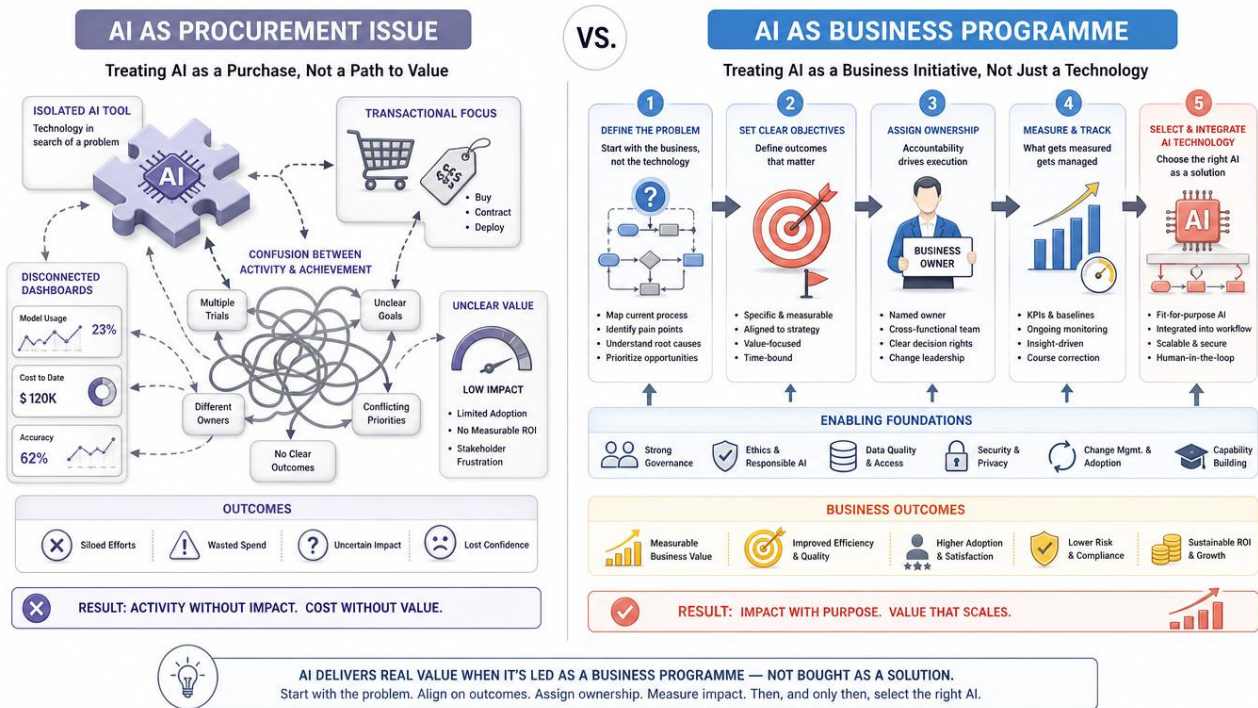 AI AS PROCUREMENT ISSUE
Treating AI as a Purchase, Not a Path to Value
ISOLATED AI TOOL
Technology in
search of a problem
AI
TRANSACTIONAL FOCUS
• Buy
• Contract
• Deploy
CONFUSION BETWEEN
ACTIVITY & ACHIEVEMENT
DISCONNECTED
DASHBOARDS
Model Usage
23%
Cost to Date
$ 120K
Accuracy
62%
Multiple
Trials
Unclear
Goals
Different
Owners
Conflicting
Priorities
No Clear
Outcomes
UNCLEAR VALUE
LOW IMPACT
• Limited Adoption
• No Measurable ROI
• Stakeholder
Frustration
OUTCOMES
Siloed Efforts
Wasted Spend
Uncertain Impact
Lost Confidence
RESULT: ACTIVITY WITHOUT IMPACT. COST WITHOUT VALUE.
VS.
AI AS BUSINESS PROGRAMME
Treating AI as a Business Initiative, Not Just a Technology
1
DEFINE THE PROBLEM
Start with the business,
not the technology
?
• Map current process
• Identify pain points
• Understand root causes
• Prioritize opportunities
2
SET CLEAR OBJECTIVES
Define outcomes
that matter
• Specific & measurable
• Aligned to strategy
• Value-focused
• Time-bound
3
ASSIGN OWNERSHIP
Accountability
drives execution
BUSINESS
OWNER
• Named owner
• Cross-functional team
• Clear decision rights
• Change leadership
4
MEASURE & TRACK
What gets measured
gets managed
• KPIs & baselines
• Ongoing monitoring
• Insight-driven
• Course correction
5
SELECT & INTEGRATE
AI TECHNOLOGY
Choose the right AI
as a solution
AI
• Fit-for-purpose AI
• Integrated into workflow
• Scalable & secure
• Human-in-the-loop
ENABLING FOUNDATIONS
Strong
Governance
Ethics &
Responsible AI
Data Quality
& Access
Security &
Privacy
Change Mgmt. &
Adoption
Capability
Building
BUSINESS OUTCOMES
Measurable
Business Value
Improved Efficiency
& Quality
Higher Adoption
& Satisfaction
Lower Risk
& Compliance
Sustainable ROI
& Growth
RESULT: IMPACT WITH PURPOSE. VALUE THAT SCALES.
AI DELIVERS REAL VALUE WHEN IT'S LED AS A BUSINESS PROGRAMME — NOT BOUGHT AS A SOLUTION.
Start with the problem. Align on outcomes. Assign ownership. Measure impact. Then, and only then, select the right AI.